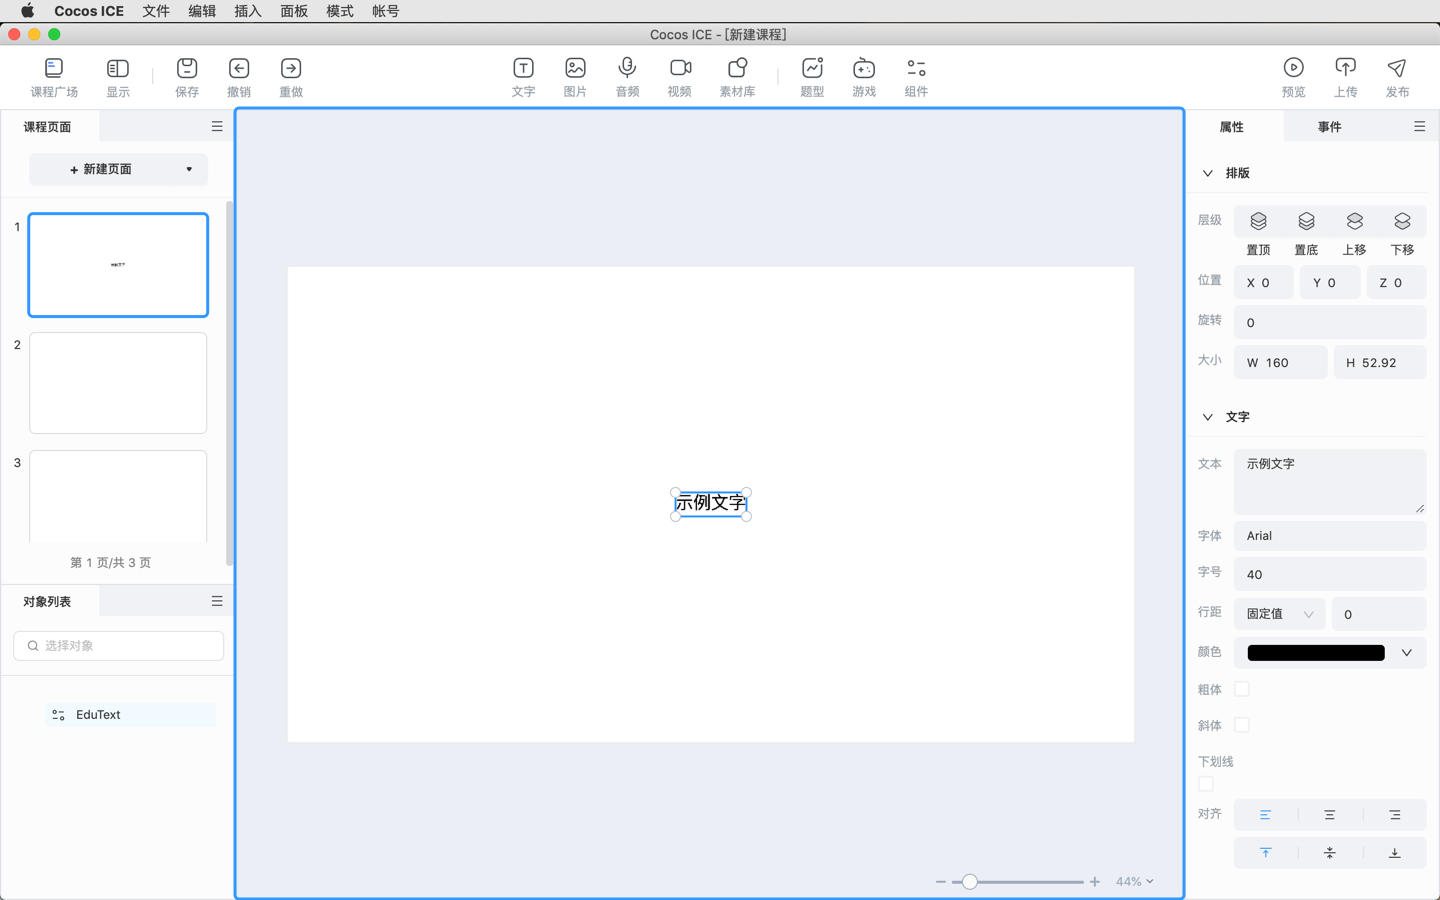 Cocos ICE 文件 编辑 插入 面板 模式 帐号
Cocos ICE - [新建课程]
课程广场 显示 保存 撤销 重做 文字 图片 音频 视频 素材库 题型 游戏 组件 预览 上传 发布
课程页面
+ 新建页面
1
2
3
第 1 页/共 3 页
对象列表
选择对象
EduText
示例文字
44%
属性 事件
排版
层级
置顶 置底 上移 下移
位置 X 0 Y 0 Z 0
旋转 0
大小 W 160 H 52.92
文字
文本 示例文字
字体 Arial
字号 40
行距 固定值 0
颜色
粗体
斜体
下划线
对齐